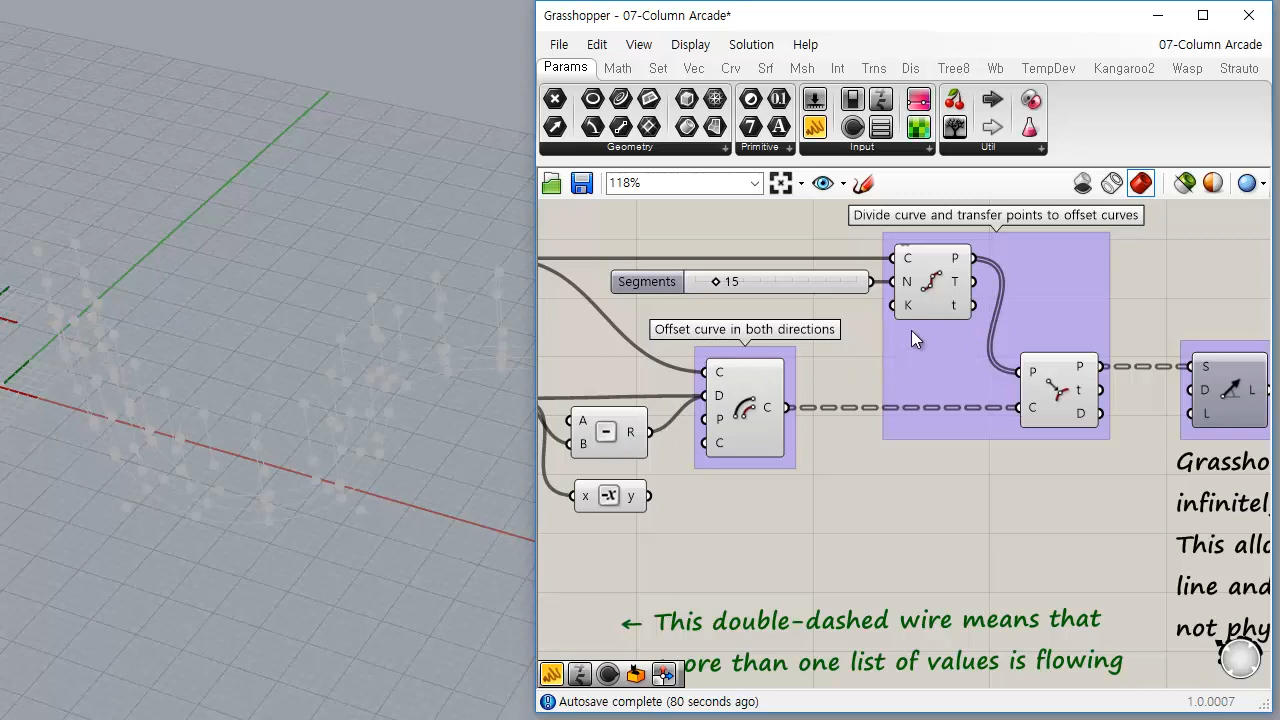 Grasshopper - 07-Column Arcade*
File Edit View Display Solution Help 07-Column Arcade
Params Math Set Vec Crv Srf Msh Int Trns Dis Tree8 Wb TempDev Kangaroo2 Wasp Strauto
Geometry Primitive Input Util
118%
Divide curve and transfer points to offset curves
C P
Segments 15 N T
K t
Offset curve in both directions
C P P S
D C t D L
A R P C D L
B C
x -x y
Grassho
infinitel
This allo
line and
not phy
← This double-dashed wire means that
ore than one list of values is flowing
Autosave complete (80 seconds ago) 1.0.0007